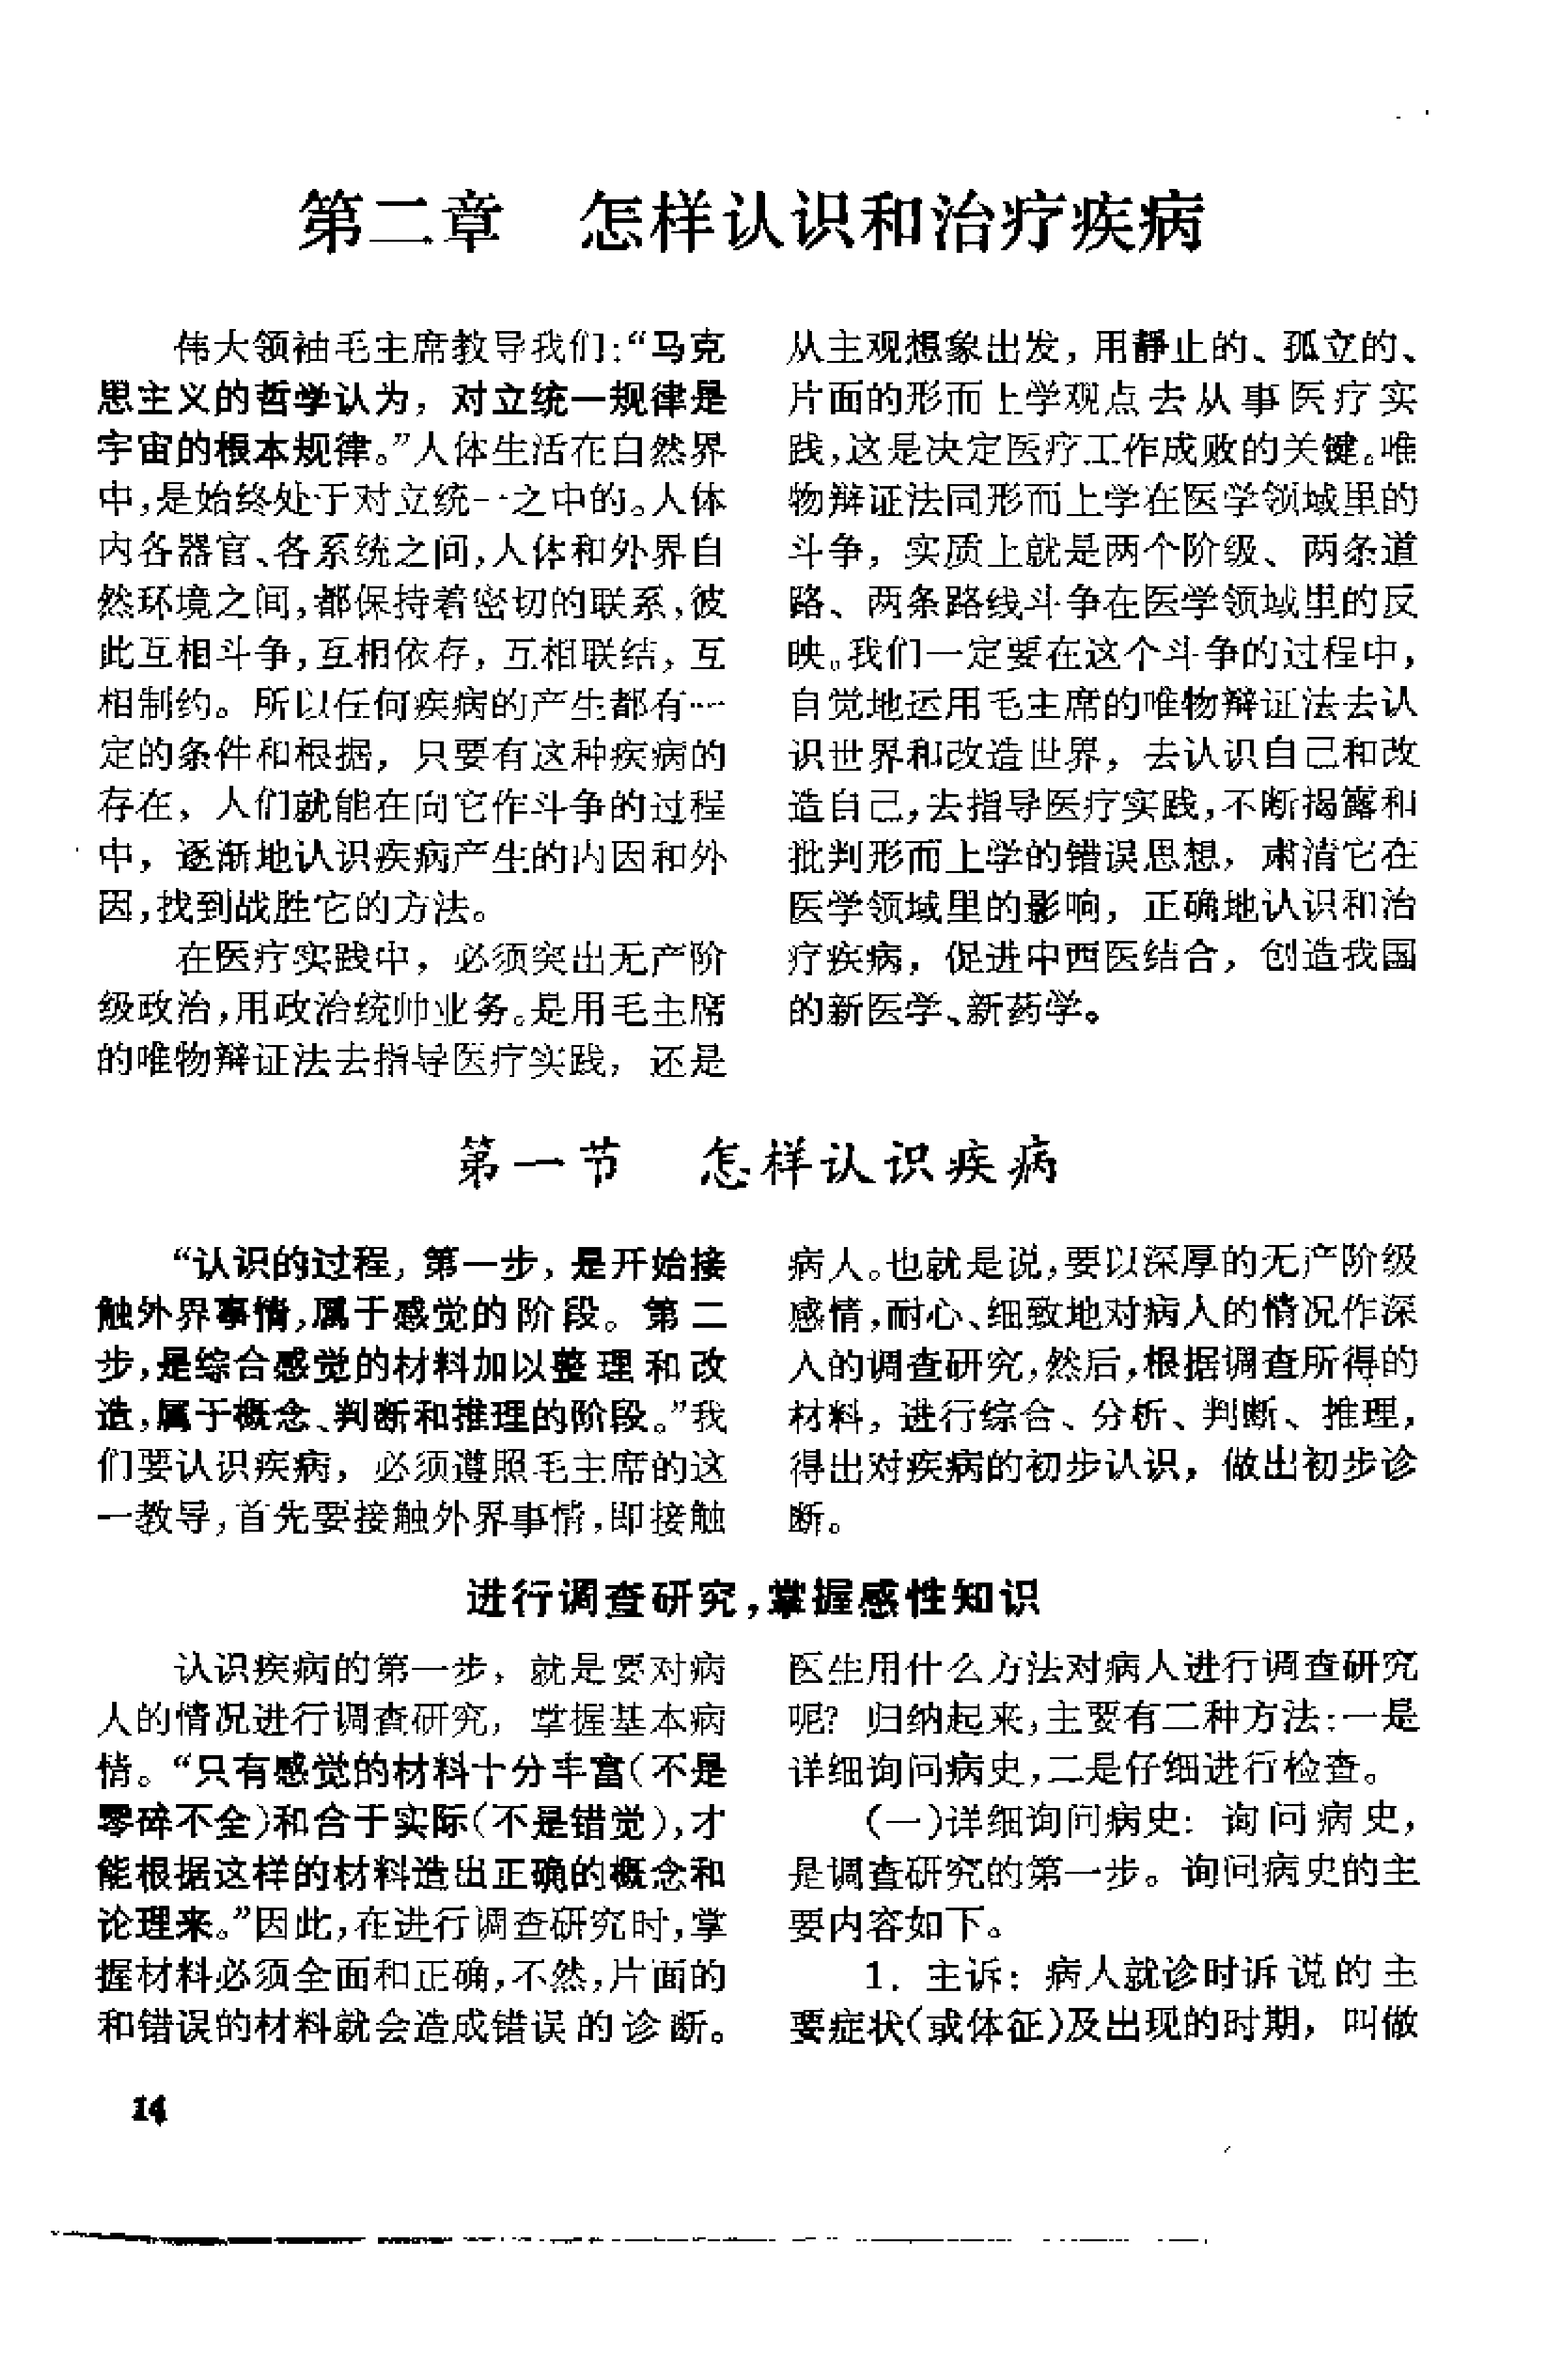 第二章　怎样认识和治疗疾病
伟大领袖毛主席教导我们：“马克
思主义的哲学认为，对立统一规律是
宇宙的根本规律。”人体生活在自然界
中，是始终处于对立统一之中的。人体
内各器官、各系统之间，人体和外界自
然环境之间，都保持着密切的联系，彼
此互相斗争，互相依存，互相联结，互
相制约。所以任何疾病的产生都有一
定的条件和根据，只要有这种疾病的
存在，人们就能在向它作斗争的过程
中，逐渐地认识疾病产生的内因和外
因，找到战胜它的方法。
在医疗实践中，必须突出无产阶
级政治，用政治统帅业务。是用毛主席
的唯物辩证法去指导医疗实践，还是
从主观想象出发，用静止的、孤立的、
片面的形而上学观点去从事医疗实
践，这是决定医疗工作成败的关键。唯
物辩证法同形而上学在医学领域里的
斗争，实质上就是两个阶级、两条道
路、两条路线斗争在医学领域里的反
映。我们一定要在这个斗争的过程中，
自觉地运用毛主席的唯物辩证法去认
识世界和改造世界，去认识自己和改
造自己，去指导医疗实践，不断揭露和
批判形而上学的错误思想，肃清它在
医学领域里的影响，正确地认识和治
疗疾病，促进中西医结合，创造我国
的新医学、新药学。
第一节　怎样认识疾病
“认识的过程，第一步，是开始接
触外界事情，属于感觉的阶段。第二
步，是综合感觉的材料加以整理和改
造，属于概念、判断和推理的阶段。”我
们要认识疾病，必须遵照毛主席的这
一教导，首先要接触外界事情，即接触
病人。也就是说，要以深厚的无产阶级
感情，耐心、细致地对病人的情况作深
入的调查研究，然后，根据调查所得的
材料，进行综合、分析、判断、推理，
得出对疾病的初步认识，做出初步诊
断。
进行调查研究，掌握感性知识
认识疾病的第一步，就是要对病
人的情况进行调查研究，掌握基本病
情。“只有感觉的材料十分丰富（不是
零碎不全）和合于实际（不是错觉），才
能根据这样的材料造出正确的概念和
论理来。”因此，在进行调查研究时，掌
握材料必须全面和正确，不然，片面的
和错误的材料就会造成错误的诊断。
医生用什么方法对病人进行调查研究
呢？归纳起来，主要有二种方法：一是
详细询问病史，二是仔细进行检查。
（一）详细询问病史：询问病史，
是调查研究的第一步。询问病史的主
要内容如下。
1．主诉：病人就诊时诉说的主
要症状（或体征）及出现的时期，叫做
14